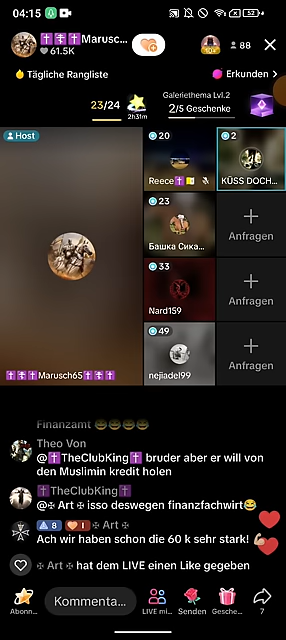 04:15
52
✝️☦️✝️Marusc...
61.5K
88
Tägliche Rangliste
Erkunden >
23/24
2h31m
Galeriethema Lvl.2
2/5 Geschenke
Host
20
2
Reece✝️
KÜSS DOCH...
23
Башка Сика...
Anfragen
33
Nard159
Anfragen
49
nejiadel99
Anfragen
✝️✝️✝️Marusch65✝️✝️✝️
Finanzamt 😄😄😄😄
Theo Von
@✝️TheClubKing✝️ bruder aber er will von
den Muslimin kredit holen
✝️TheClubKing✝️
@✠ Art ✠ isso deswegen finanzfachwirt😂
8 1 ✠ Art ✠
Ach wir haben schon die 60 k sehr stark! 💪🏼
✠ Art ✠ hat dem LIVE einen Like gegeben
Abonn...
Kommenta...
LIVE mi...
Senden
Gesche...
7